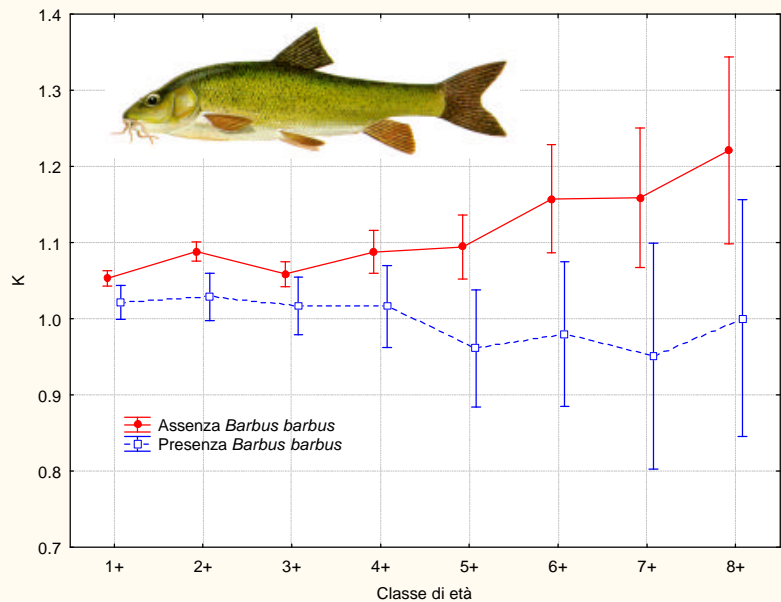 1.4
1.3
1.2
1.1
1.0
0.9
0.8
0.7
K
Assenza Barbus barbus
Presenza Barbus barbus
1+ 2+ 3+ 4+ 5+ 6+ 7+ 8+
Classe di età